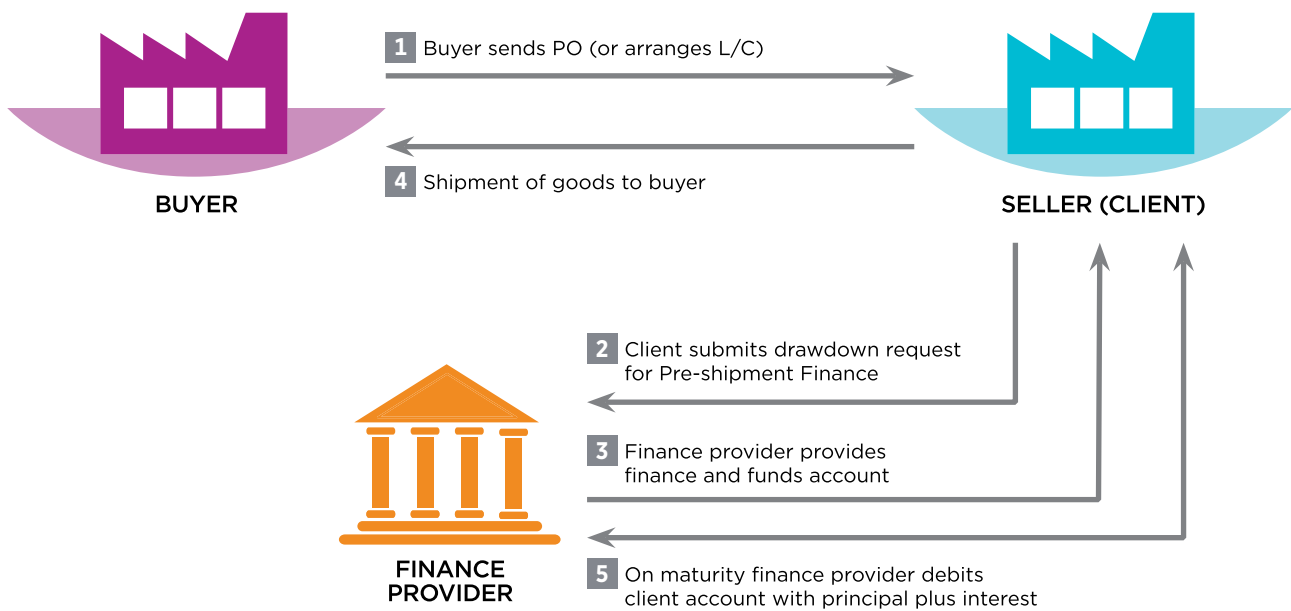 1 Buyer sends PO (or arranges L/C)
4 Shipment of goods to buyer
BUYER
SELLER (CLIENT)
2 Client submits drawdown request
for Pre-shipment Finance
3 Finance provider provides
finance and funds account
FINANCE
PROVIDER
5 On maturity finance provider debits
client account with principal plus interest